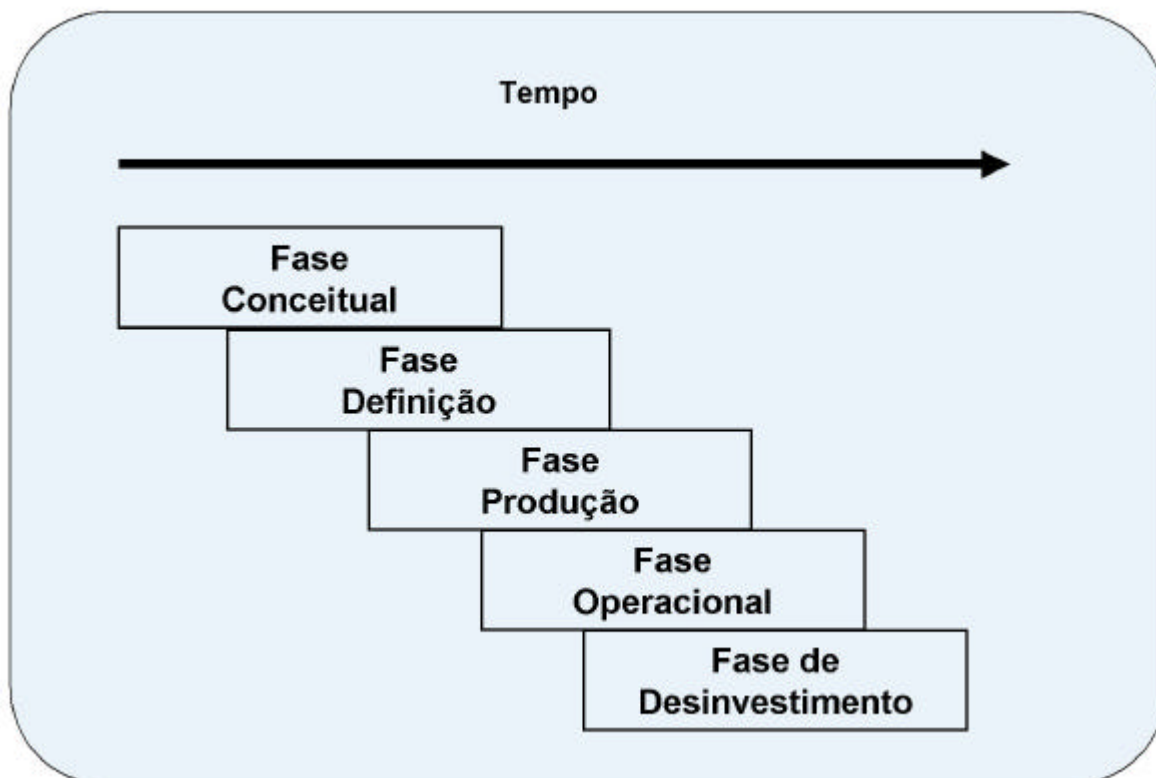 Tempo
Fase
Conceitual
Fase
Definição
Fase
Produção
Fase
Operacional
Fase de
Desinvestimento